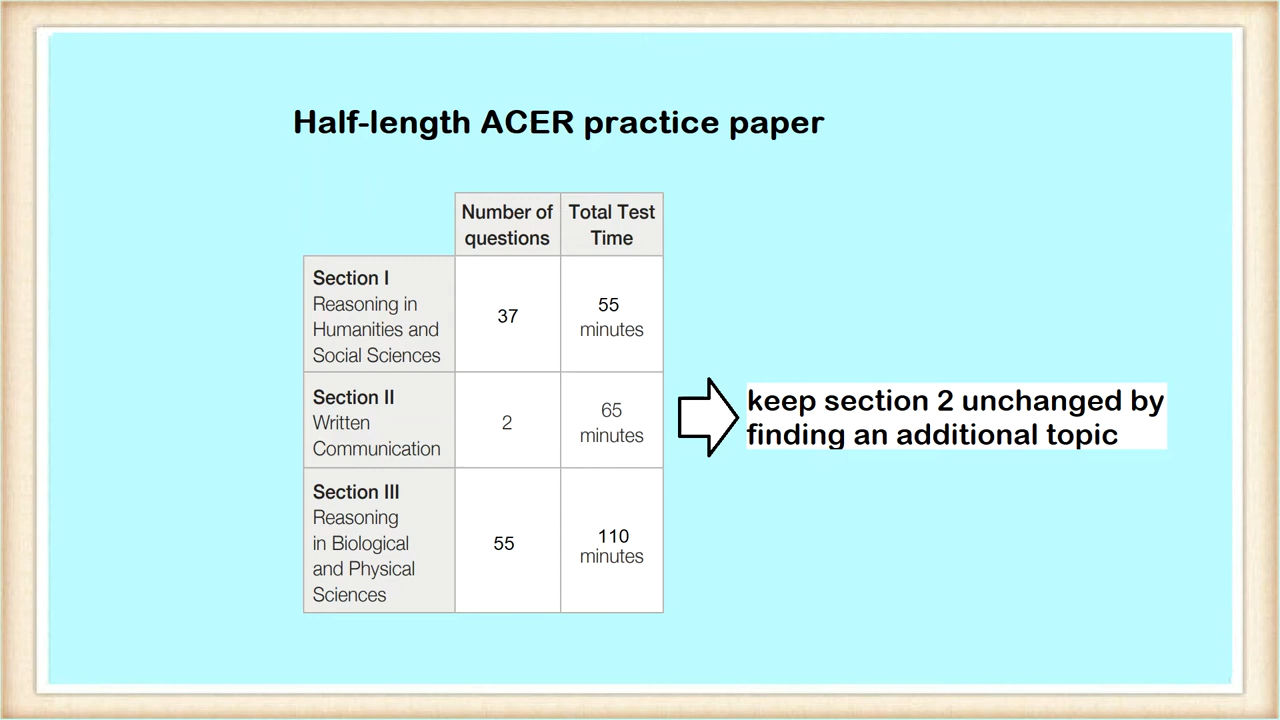 Half-length ACER practice paper
Number of
questions
Total Test
Time
Section I
Reasoning in
Humanities and
Social Sciences
37
55
minutes
Section II
Written
Communication
2
65
minutes
keep section 2 unchanged by
finding an additional topic
Section III
Reasoning
in Biological
and Physical
Sciences
55
110
minutes